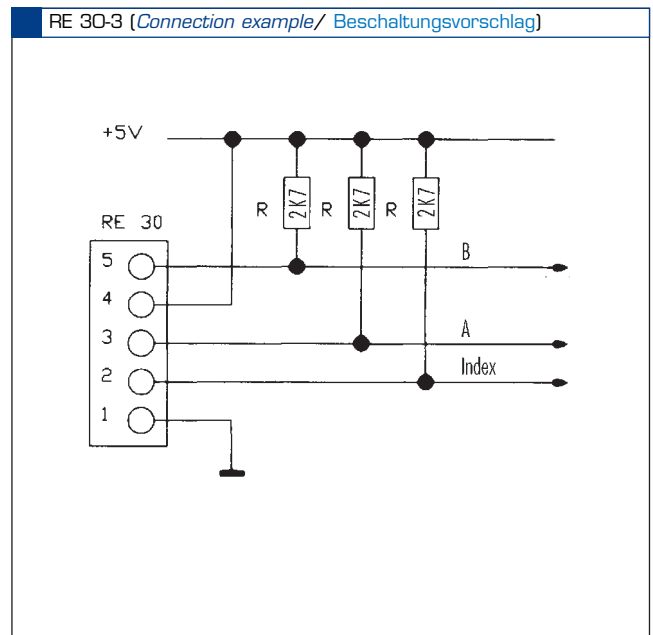 RE 30-3 (Connection example/ Beschaltungsvorschlag)
+5V
R 2K7 R 2K7 R 2K7
RE 30
5 B
4
3 A
Index
2
1